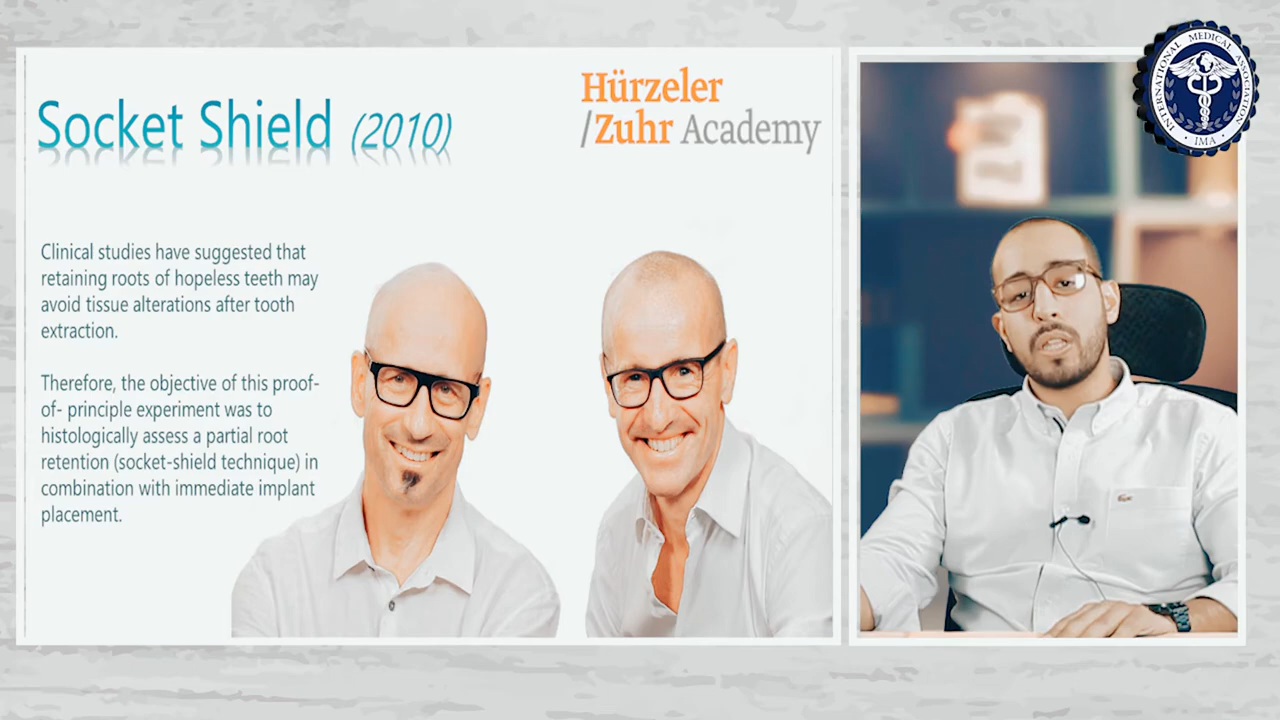 Socket Shield (2010)
Hürzeler
/Zuhr Academy
Clinical studies have suggested that
retaining roots of hopeless teeth may
avoid tissue alterations after tooth
extraction.
Therefore, the objective of this proof-
of- principle experiment was to
histologically assess a partial root
retention (socket-shield technique) in
combination with immediate implant
placement.
INTERNATIONAL MEDICAL ASSOCIATION
· IMA ·